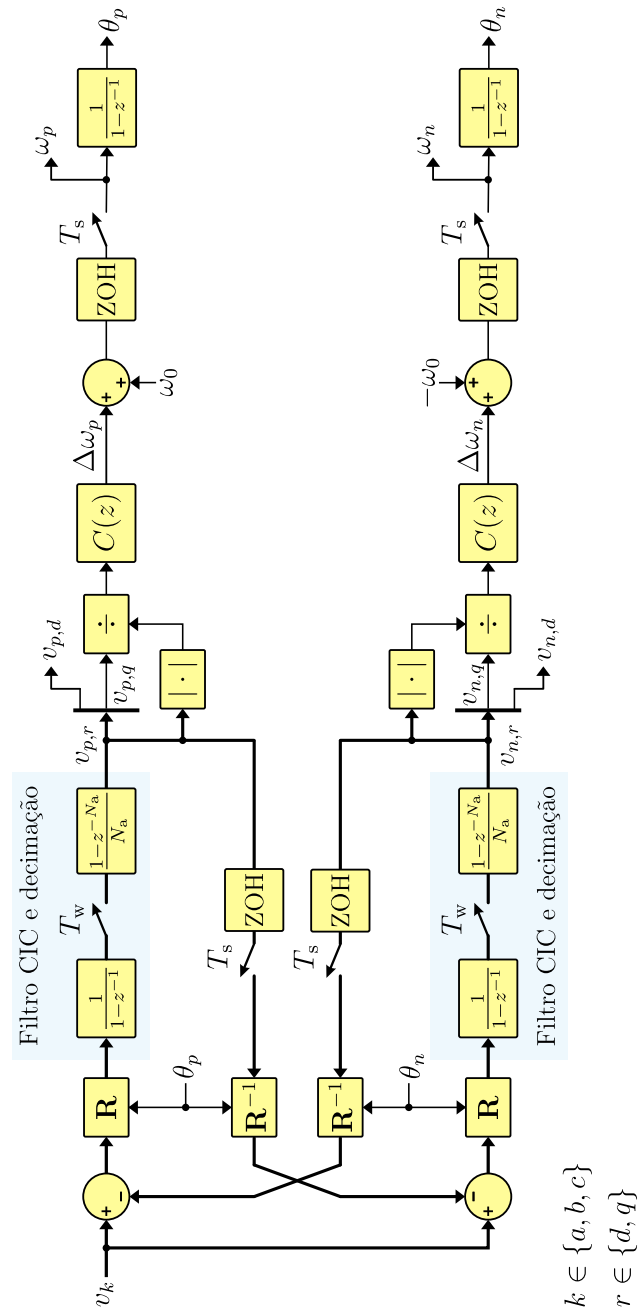 Filtro CIC e decimação
v_k
+
−
R
1/(1−z^{−1})
T_w
(1−z^{−N_a})/N_a
v_{p,r}
v_{p,d}
v_{p,q}
÷
C(z)
Δω_p
+
+
ω_0
ZOH
T_s
ω_p
1/(1−z^{−1})
θ_p
|·|
θ_p
R^{−1}
T_s
ZOH
R^{−1}
T_s
ZOH
θ_n
|·|
+
−
R
1/(1−z^{−1})
T_w
(1−z^{−N_a})/N_a
v_{n,r}
v_{n,q}
v_{n,d}
÷
C(z)
Δω_n
−ω_0
+
+
ZOH
T_s
ω_n
1/(1−z^{−1})
θ_n
Filtro CIC e decimação
k ∈ {a, b, c}
r ∈ {d, q}